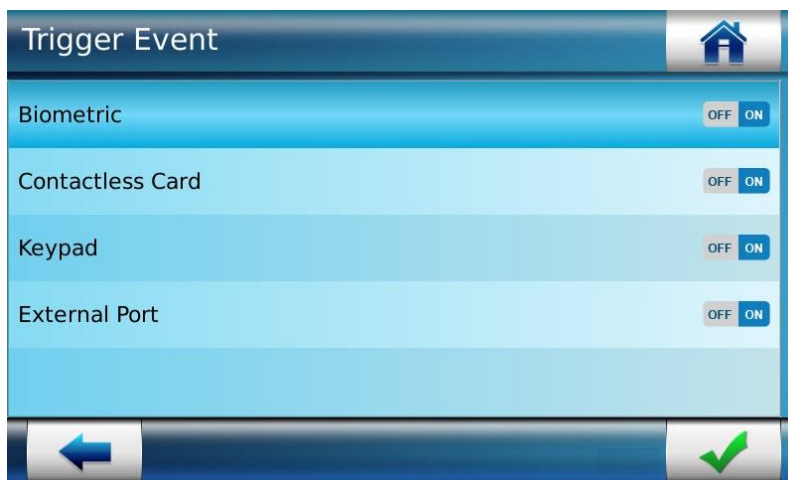 Trigger Event
Biometric OFF ON
Contactless Card OFF ON
Keypad OFF ON
External Port OFF ON